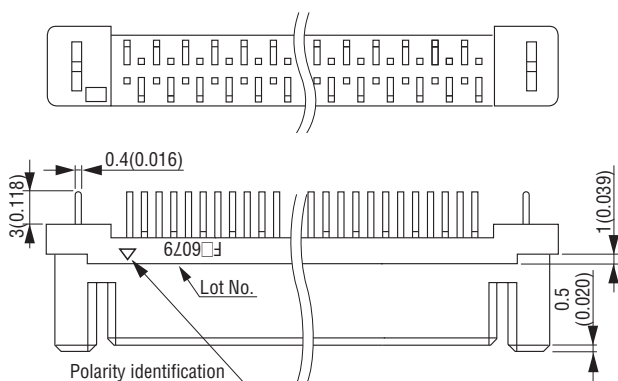 0.4(0.016)
3(0.118)
F□6079
Lot No.
1(0.039)
0.5
(0.020)
Polarity identification